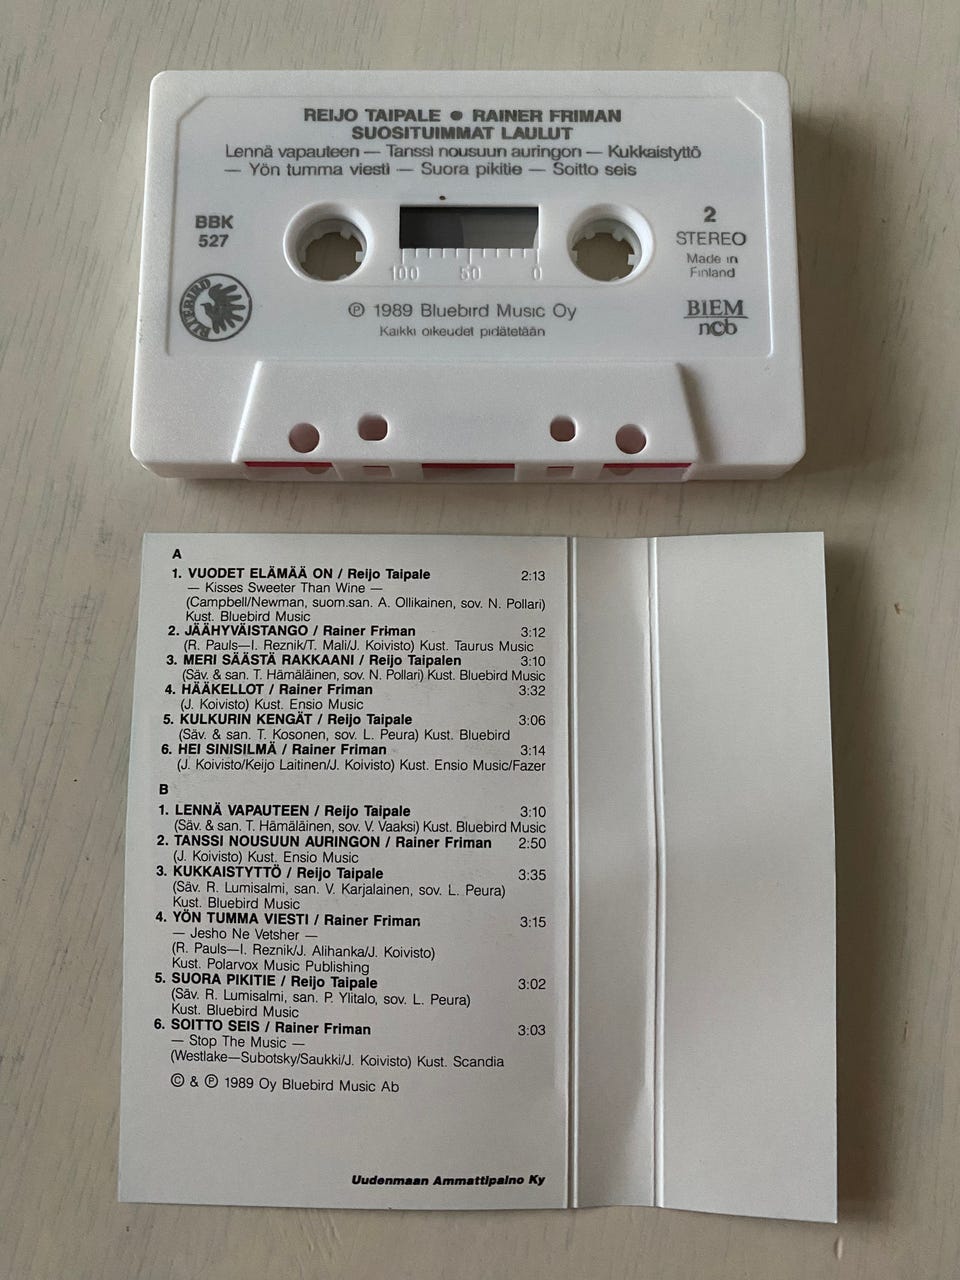 REIJO TAIPALE ● RAINER FRIMAN
SUOSITUIMMAT LAULUT
Lennä vapauteen — Tanssi nousuun auringon — Kukkaistyttö
— Yön tumma viesti — Suora pikitie — Soitto seis
BBK
527
2
STEREO
Made in
Finland
100 50 0
BLUEBIRD
℗ 1989 Bluebird Music Oy
Kaikki oikeudet pidätetään
BIEM
ncb
A
1. VUODET ELÄMÄÄ ON / Reijo Taipale 2:13
— Kisses Sweeter Than Wine —
(Campbell/Newman, suom.san. A. Ollikainen, sov. N. Pollari)
Kust. Bluebird Music
2. JÄÄHYVÄISTANGO / Rainer Friman 3:12
(R. Pauls—I. Reznik/T. Mali/J. Koivisto) Kust. Taurus Music
3. MERI SÄÄSTÄ RAKKAANI / Reijo Taipalen 3:10
(Säv. & san. T. Hämäläinen, sov. N. Pollari) Kust. Bluebird Music
4. HÄÄKELLOT / Rainer Friman 3:32
(J. Koivisto) Kust. Ensio Music
5. KULKURIN KENGÄT / Reijo Taipale 3:06
(Säv. & san. T. Kosonen, sov. L. Peura) Kust. Bluebird
6. HEI SINISILMÄ / Rainer Friman 3:14
(J. Koivisto/Keijo Laitinen/J. Koivisto) Kust. Ensio Music/Fazer
B
1. LENNÄ VAPAUTEEN / Reijo Taipale 3:10
(Säv. & san. T. Hämäläinen, sov. V. Vaaksi) Kust. Bluebird Music
2. TANSSI NOUSUUN AURINGON / Rainer Friman 2:50
(J. Koivisto) Kust. Ensio Music
3. KUKKAISTYTTÖ / Reijo Taipale 3:35
(Säv. R. Lumisalmi, san. V. Karjalainen, sov. L. Peura)
Kust. Bluebird Music
4. YÖN TUMMA VIESTI / Rainer Friman 3:15
— Jesho Ne Vetsher —
(R. Pauls—I. Reznik/J. Alihanka/J. Koivisto)
Kust. Polarvox Music Publishing
5. SUORA PIKITIE / Reijo Taipale 3:02
(Säv. R. Lumisalmi, san. P. Ylitalo, sov. L. Peura)
Kust. Bluebird Music
6. SOITTO SEIS / Rainer Friman 3:03
— Stop The Music —
(Westlake—Subotsky/Saukki/J. Koivisto) Kust. Scandia
© & ℗ 1989 Oy Bluebird Music Ab
Uudenmaan Ammattipaino Ky